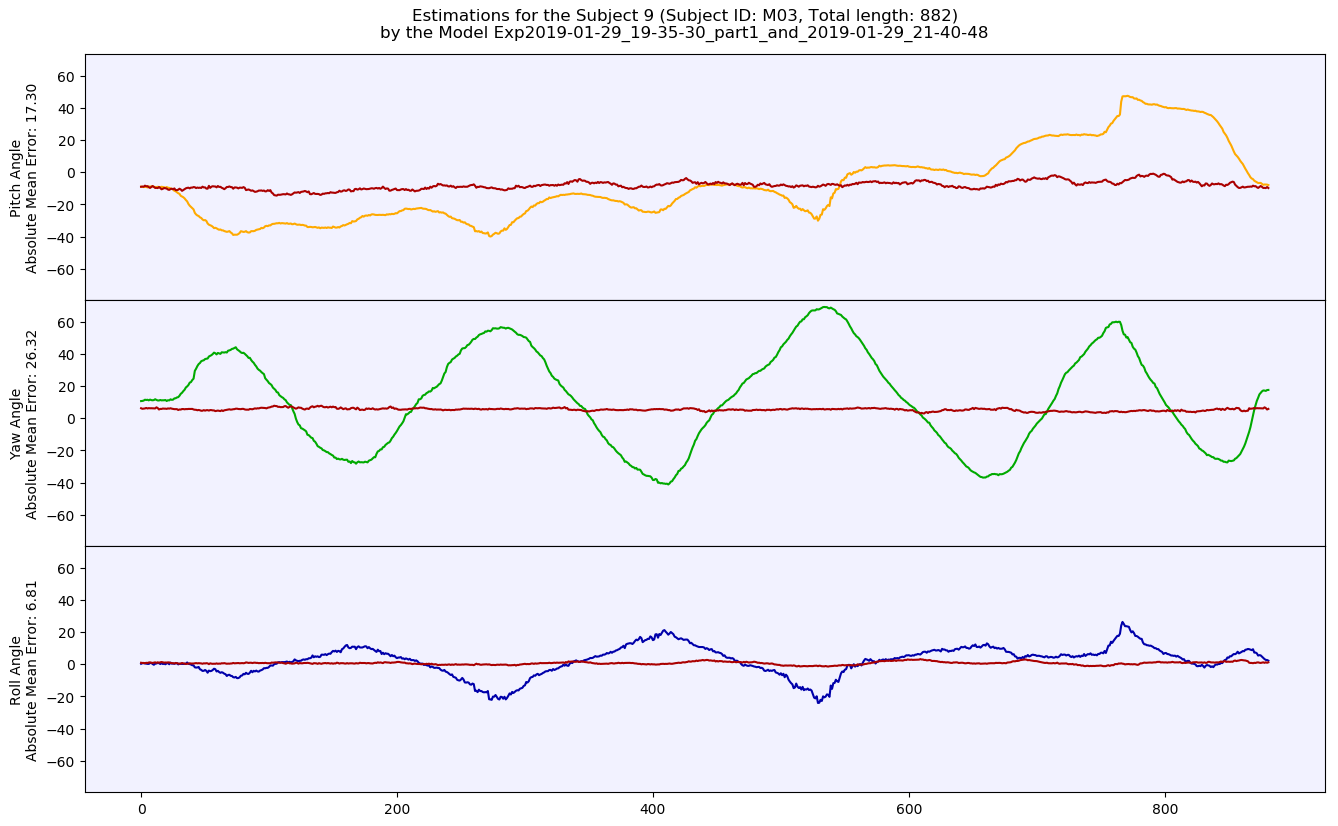 Estimations for the Subject 9 (Subject ID: M03, Total length: 882)
by the Model Exp2019-01-29_19-35-30_part1_and_2019-01-29_21-40-48
Pitch Angle
Absolute Mean Error: 17.30
60
40
20
0
−20
−40
−60
Yaw Angle
Absolute Mean Error: 26.32
60
40
20
0
−20
−40
−60
Roll Angle
Absolute Mean Error: 6.81
60
40
20
0
−20
−40
−60
0 200 400 600 800